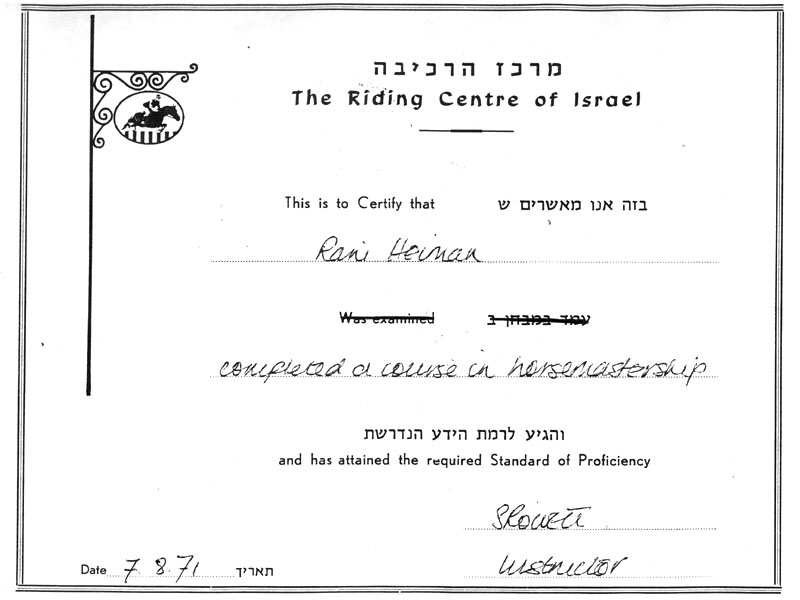 מרכז הרכיבה
The Riding Centre of Israel
This is to Certify that בזה אנו מאשרים ש
Rani Heiman
Was examined עמד במבחן ב
completed a course in horsemastership
והגיע לרמת הידע הנדרשת
and has attained the required Standard of Proficiency
Instructor
Date 7.8.71 תאריך